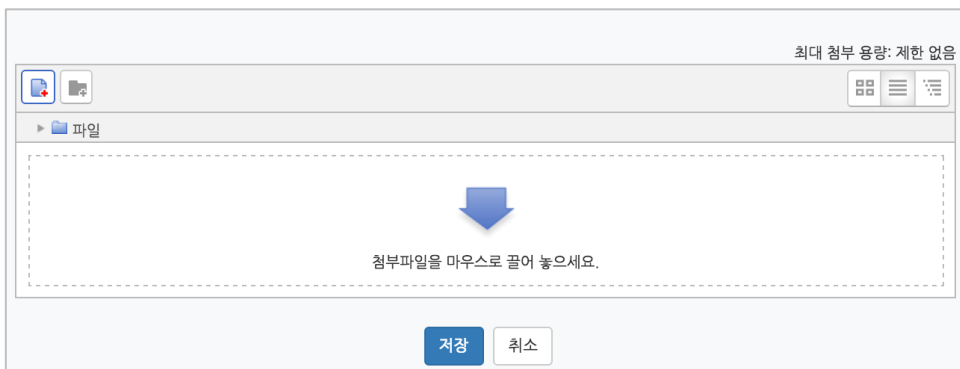 최대 첨부 용량: 제한 없음
파일
첨부파일을 마우스로 끌어 놓으세요.
저장 취소